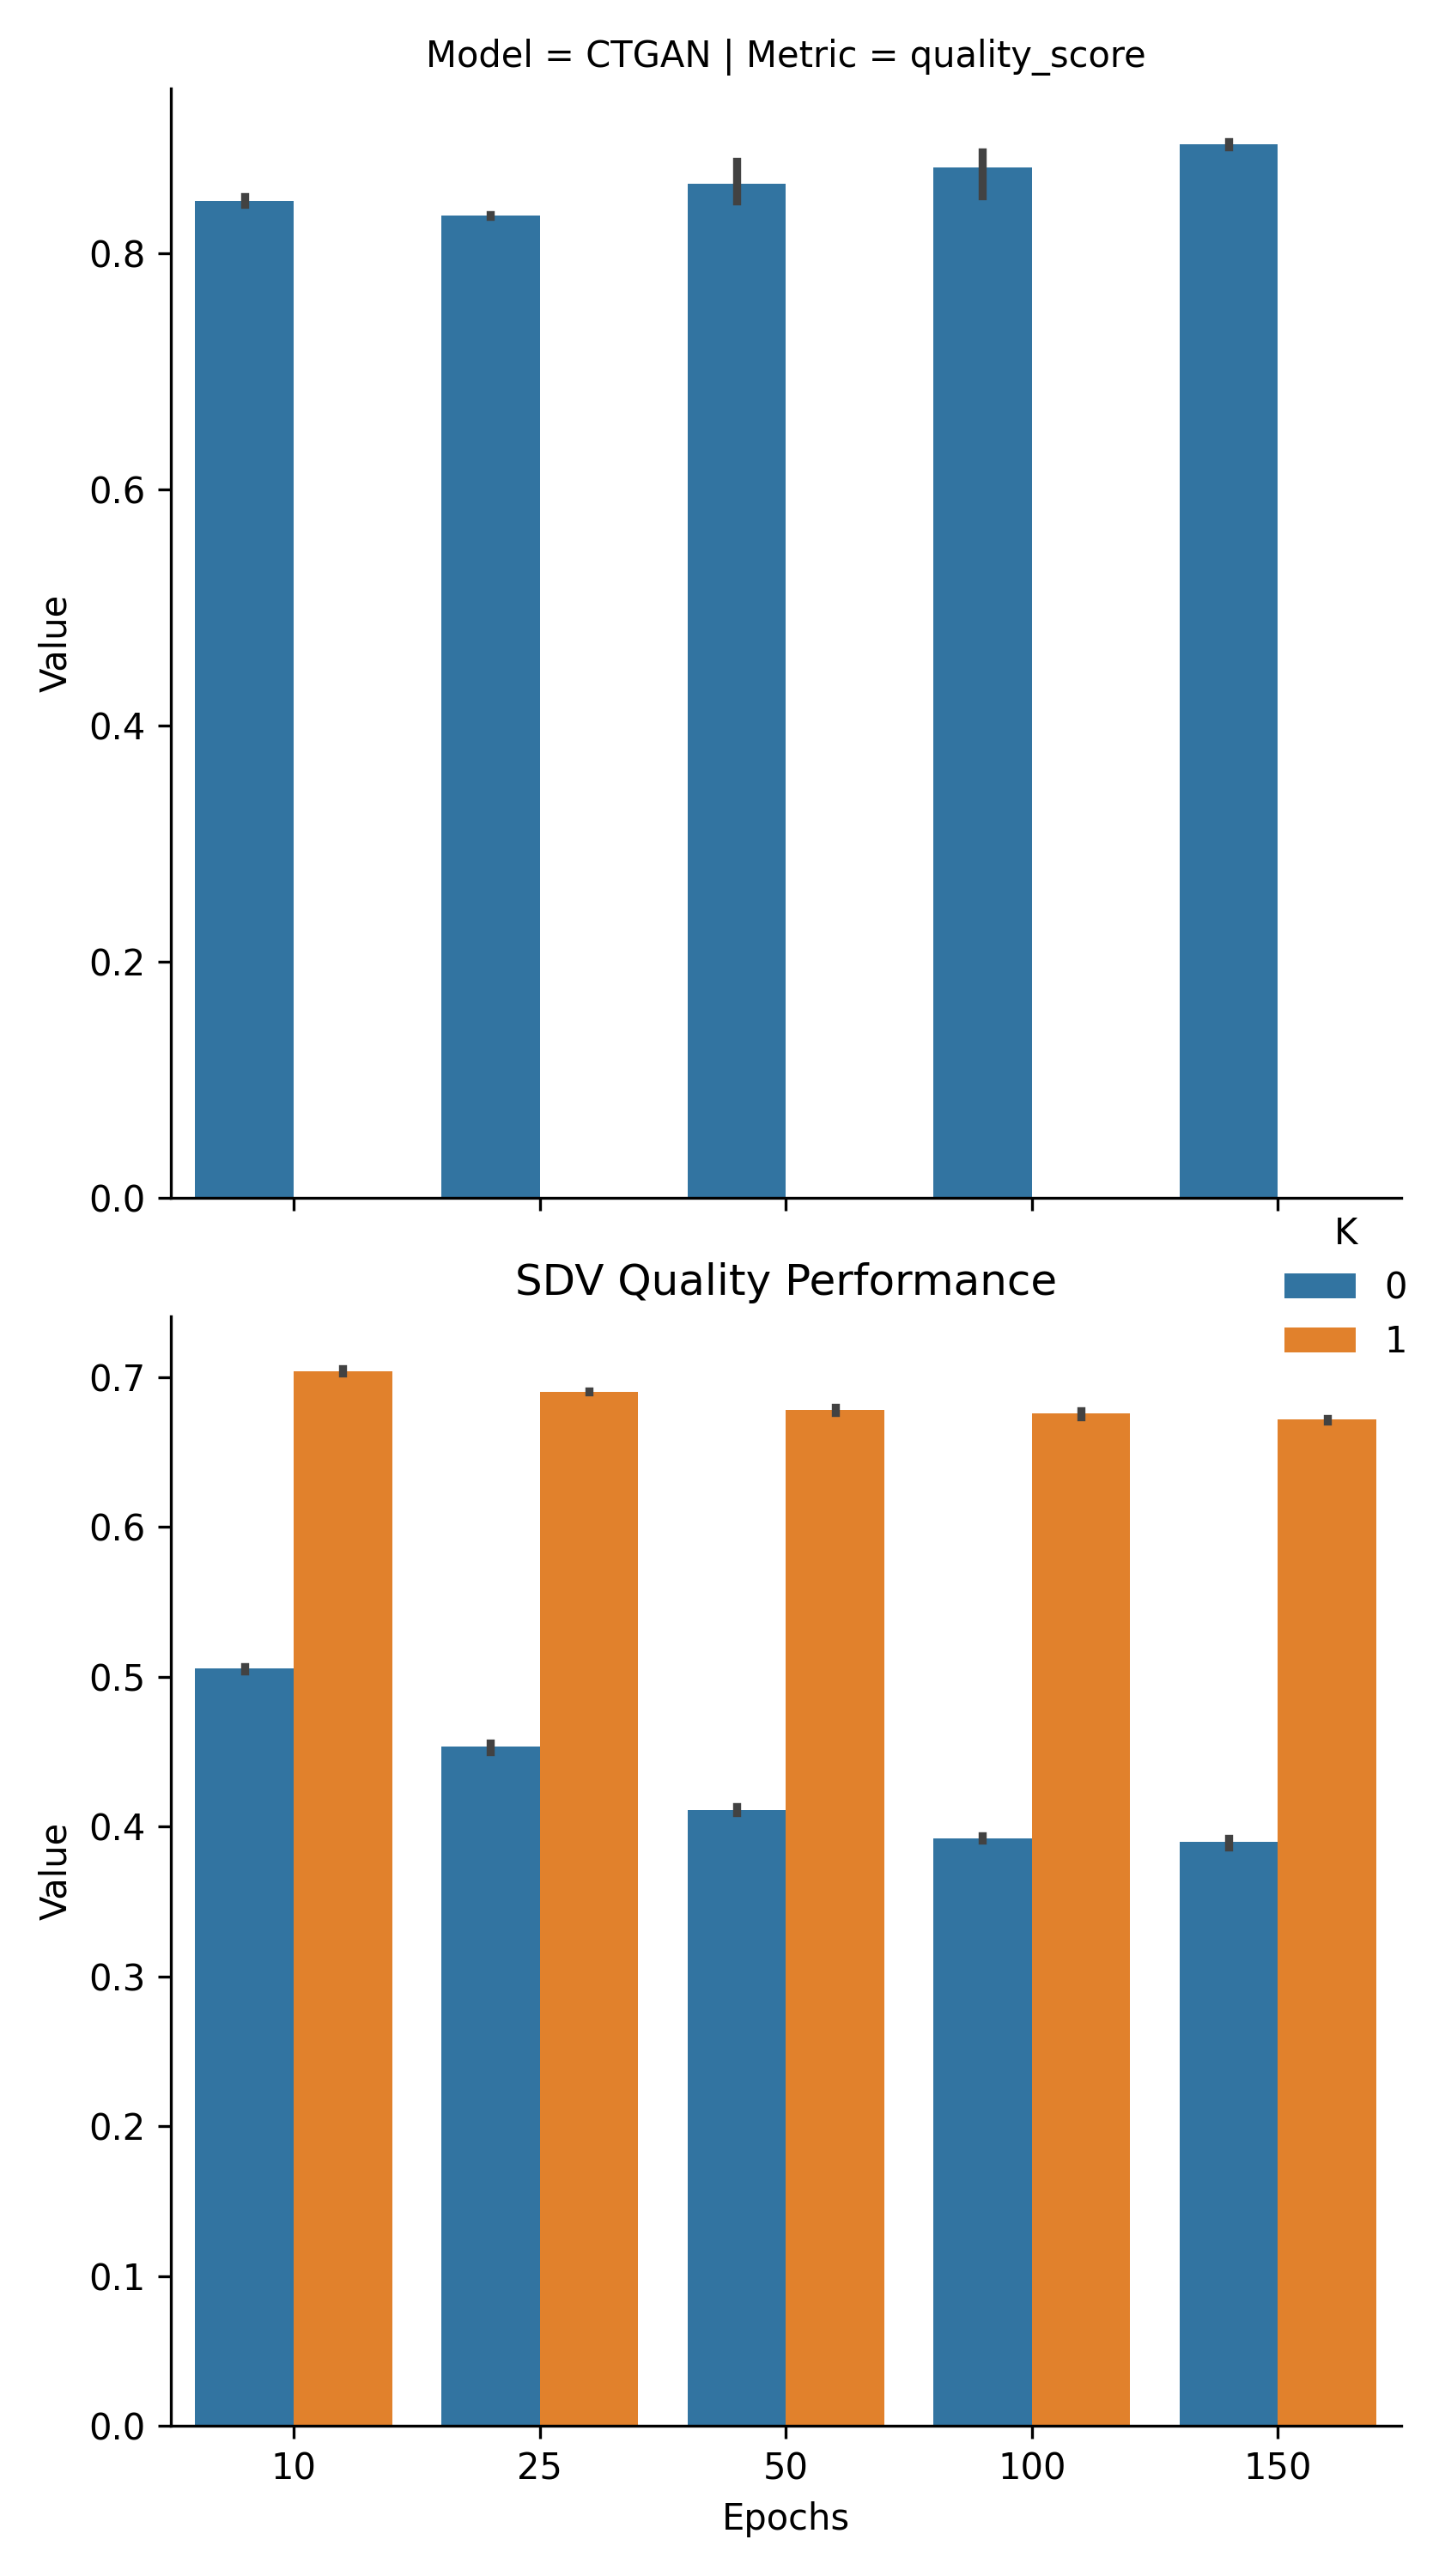 Model = CTGAN | Metric = quality_score
Value
0.8
0.6
0.4
0.2
0.0
K
0
1
SDV Quality Performance
Value
0.7
0.6
0.5
0.4
0.3
0.2
0.1
0.0
10 25 50 100 150
Epochs